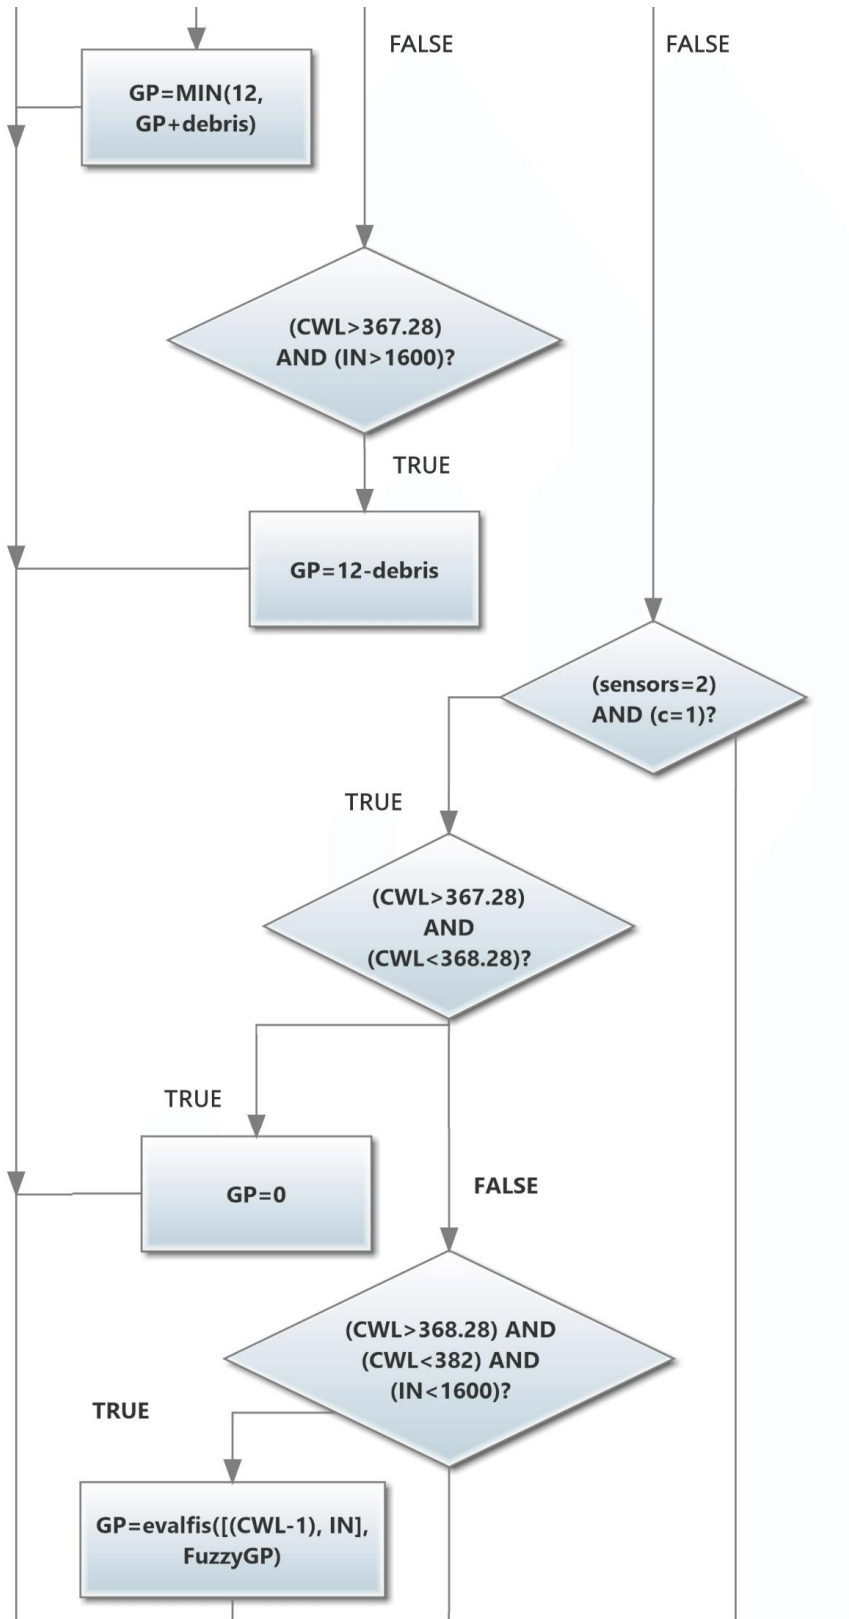 FALSE
FALSE
GP=MIN(12,
GP+debris)
(CWL>367.28)
AND (IN>1600)?
TRUE
GP=12-debris
(sensors=2)
AND (c=1)?
TRUE
(CWL>367.28)
AND
(CWL<368.28)?
TRUE
GP=0
FALSE
(CWL>368.28) AND
(CWL<382) AND
(IN<1600)?
TRUE
GP=evalfis([(CWL-1), IN],
FuzzyGP)